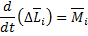 d/dt (ΔL̅ᵢ) = M̅ᵢ